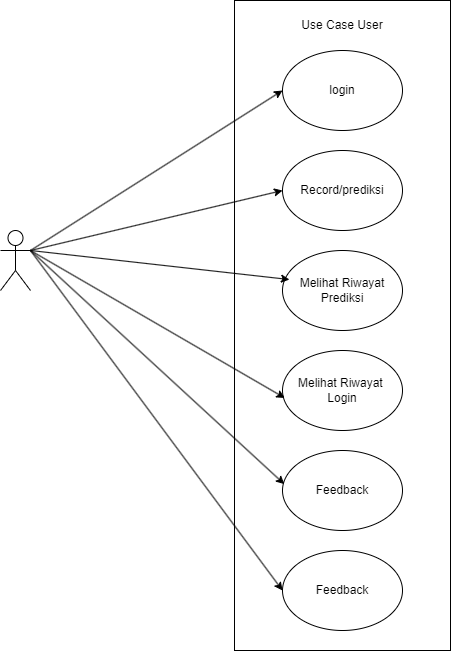 Use Case User
login
Record/prediksi
Melihat Riwayat
Prediksi
Melihat Riwayat
Login
Feedback
Feedback